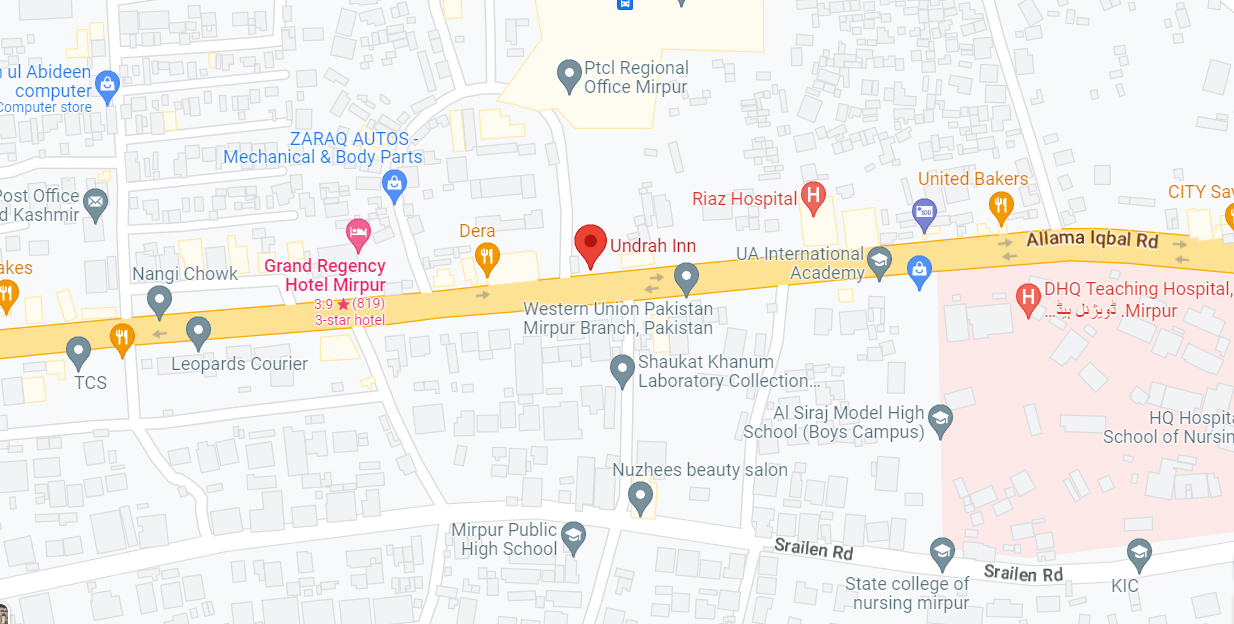 Ptcl Regional
Office Mirpur
n ul Abideen
computer
Computer store
ZARAQ AUTOS -
Mechanical & Body Parts
Post Office
d Kashmir
Riaz Hospital
United Bakers
CITY Sav
Dera
Undrah Inn
Allama Iqbal Rd
UA International
Academy
akes
Nangi Chowk
Grand Regency
Hotel Mirpur
3.9 ★ (819)
3-star hotel
DHQ Teaching Hospital,
Mirpur. ڈویژنل ہیڈ...
Western Union Pakistan
Mirpur Branch, Pakistan
TCS
Leopards Courier
Shaukat Khanum
Laboratory Collection...
Al Siraj Model High
School (Boys Campus)
HQ Hospita
School of Nursin
Nuzhees beauty salon
Mirpur Public
High School
Srailen Rd
Srailen Rd
State college of
nursing mirpur
KIC